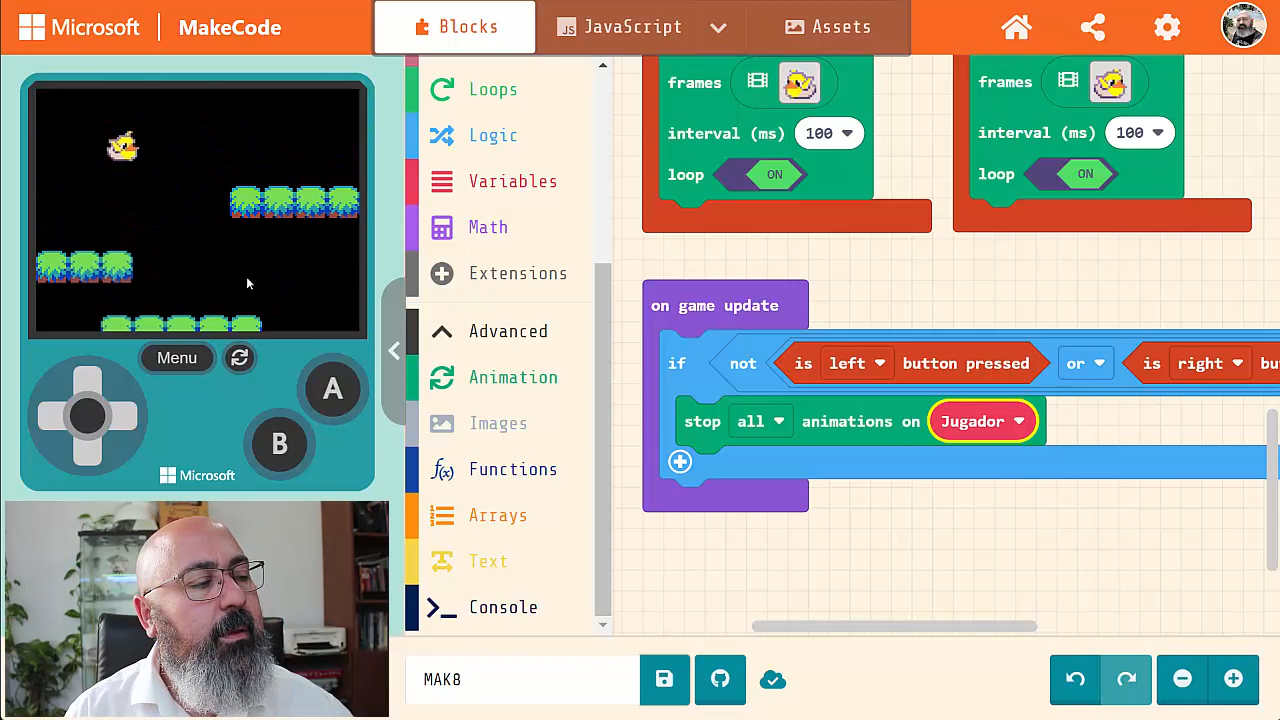 Microsoft | MakeCode
Blocks
JavaScript
Assets
Menu
A
B
Microsoft
Loops
Logic
Variables
Math
Extensions
Advanced
Animation
Images
Functions
Arrays
Text
Console
frames
interval (ms) 100
loop ON
frames
interval (ms) 100
loop ON
on game update
if not is left button pressed or is right bu
stop all animations on Jugador
MAK8